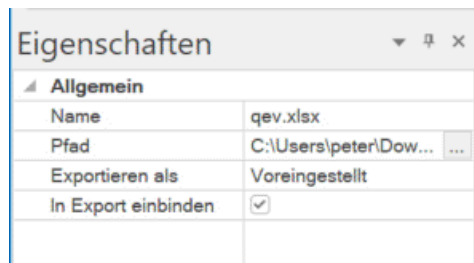 Eigenschaften
Allgemein
Name qev.xlsx
Pfad C:\Users\peter\Dow... ...
Exportieren als Voreingestellt
In Export einbinden